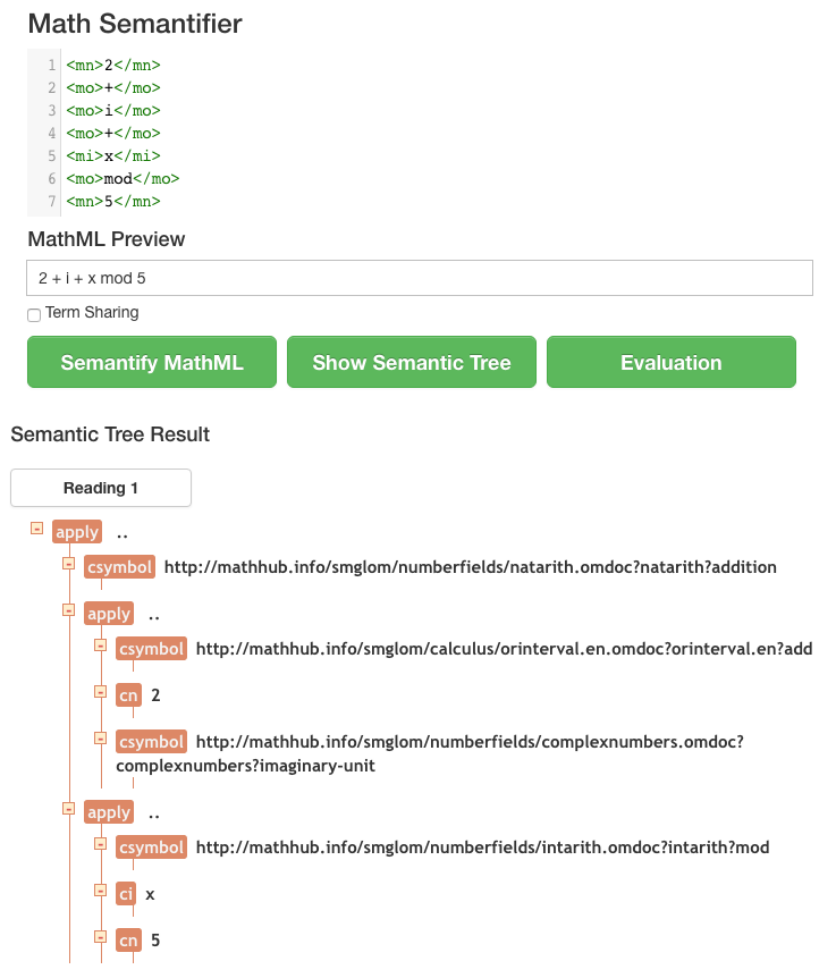 Math Semantifier
1 <mn>2</mn>
2 <mo>+</mo>
3 <mo>i</mo>
4 <mo>+</mo>
5 <mi>x</mi>
6 <mo>mod</mo>
7 <mn>5</mn>
MathML Preview
2 + i + x mod 5
Term Sharing
Semantify MathML Show Semantic Tree Evaluation
Semantic Tree Result
Reading 1
apply ..
csymbol http://mathhub.info/smglom/numberfields/natarith.omdoc?natarith?addition
apply ..
csymbol http://mathhub.info/smglom/calculus/orinterval.en.omdoc?orinterval.en?add
cn 2
csymbol http://mathhub.info/smglom/numberfields/complexnumbers.omdoc?
complexnumbers?imaginary-unit
apply ..
csymbol http://mathhub.info/smglom/numberfields/intarith.omdoc?intarith?mod
ci x
cn 5